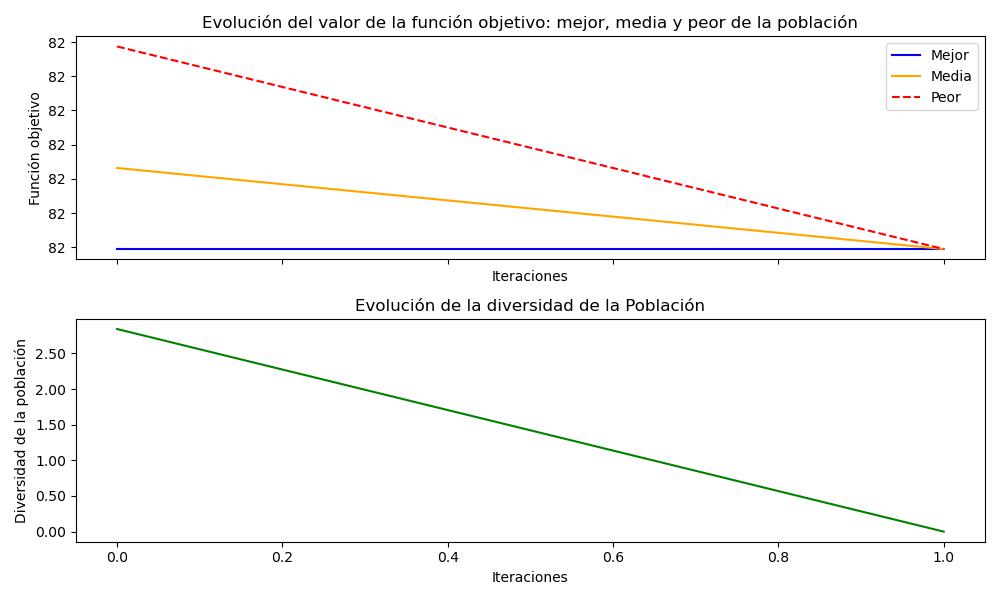 Evolución del valor de la función objetivo: mejor, media y peor de la población
82
82
82
82
82
82
82
Función objetivo
Mejor
Media
Peor
Iteraciones
Evolución de la diversidad de la Población
2.50
2.00
1.50
1.00
0.50
0.00
Diversidad de la población
0.0 0.2 0.4 0.6 0.8 1.0
Iteraciones